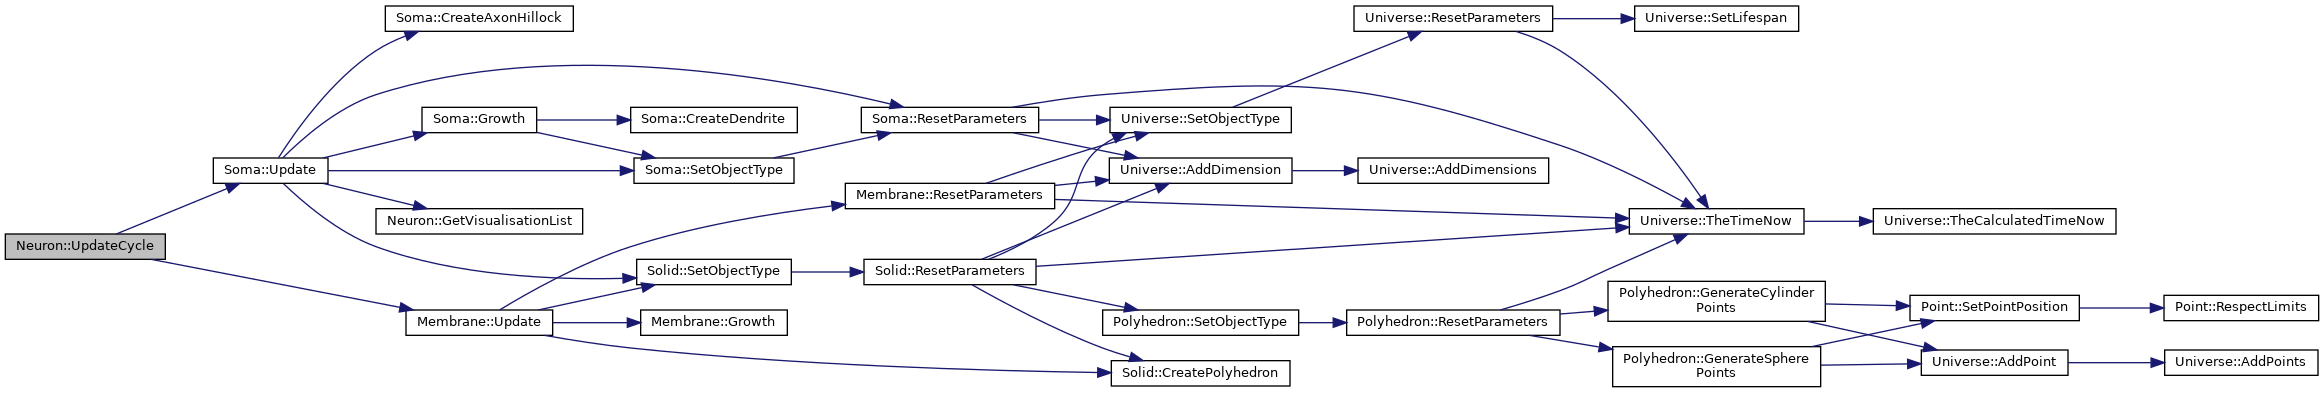 Neuron::UpdateCycle
Soma::Update
Soma::CreateAxonHillock
Soma::Growth
Neuron::GetVisualisationList
Membrane::Update
Soma::CreateDendrite
Soma::SetObjectType
Solid::SetObjectType
Membrane::Growth
Soma::ResetParameters
Membrane::ResetParameters
Solid::ResetParameters
Universe::SetObjectType
Universe::AddDimension
Polyhedron::SetObjectType
Solid::CreatePolyhedron
Universe::ResetParameters
Universe::AddDimensions
Polyhedron::ResetParameters
Universe::SetLifespan
Universe::TheTimeNow
Polyhedron::GenerateCylinder
Points
Polyhedron::GenerateSphere
Points
Universe::TheCalculatedTimeNow
Point::SetPointPosition
Universe::AddPoint
Point::RespectLimits
Universe::AddPoints